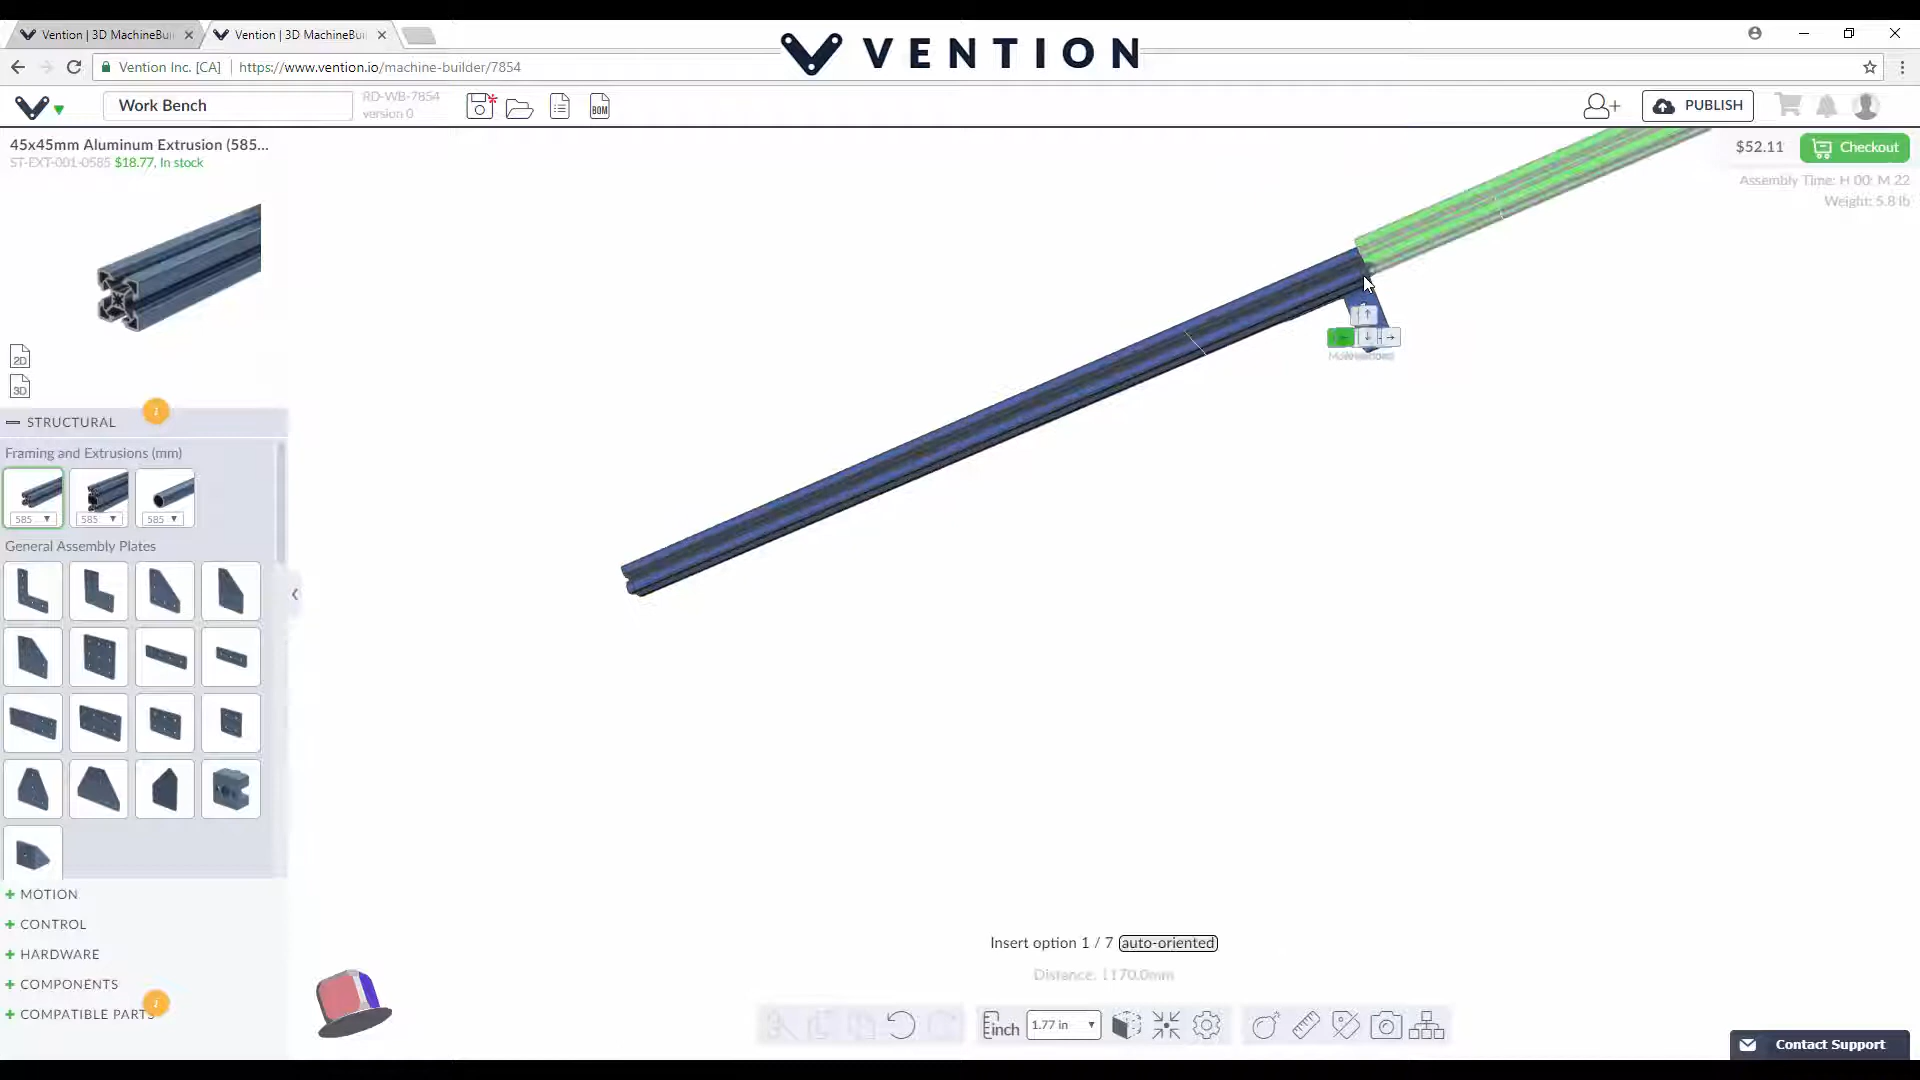 Vention | 3D MachineBui
Vention | 3D MachineBui
VENTION
Vention Inc. [CA]
https://www.vention.io/machine-builder/7854
Work Bench
RD-WB-7854
version 0
BOM
PUBLISH
45x45mm Aluminum Extrusion (585...
ST-EXT-001-0585 $18.77, In stock
$52.11
Checkout
Assembly Time: H 00: M 22
Weight: 5.8 lb
2D
3D
STRUCTURAL
Framing and Extrusions (mm)
585
585
585
General Assembly Plates
MOTION
CONTROL
HARDWARE
COMPONENTS
COMPATIBLE PARTS
Insert option 1 / 7 auto-oriented
Distance: 1170.0mm
inch
1.77 in
Contact Support